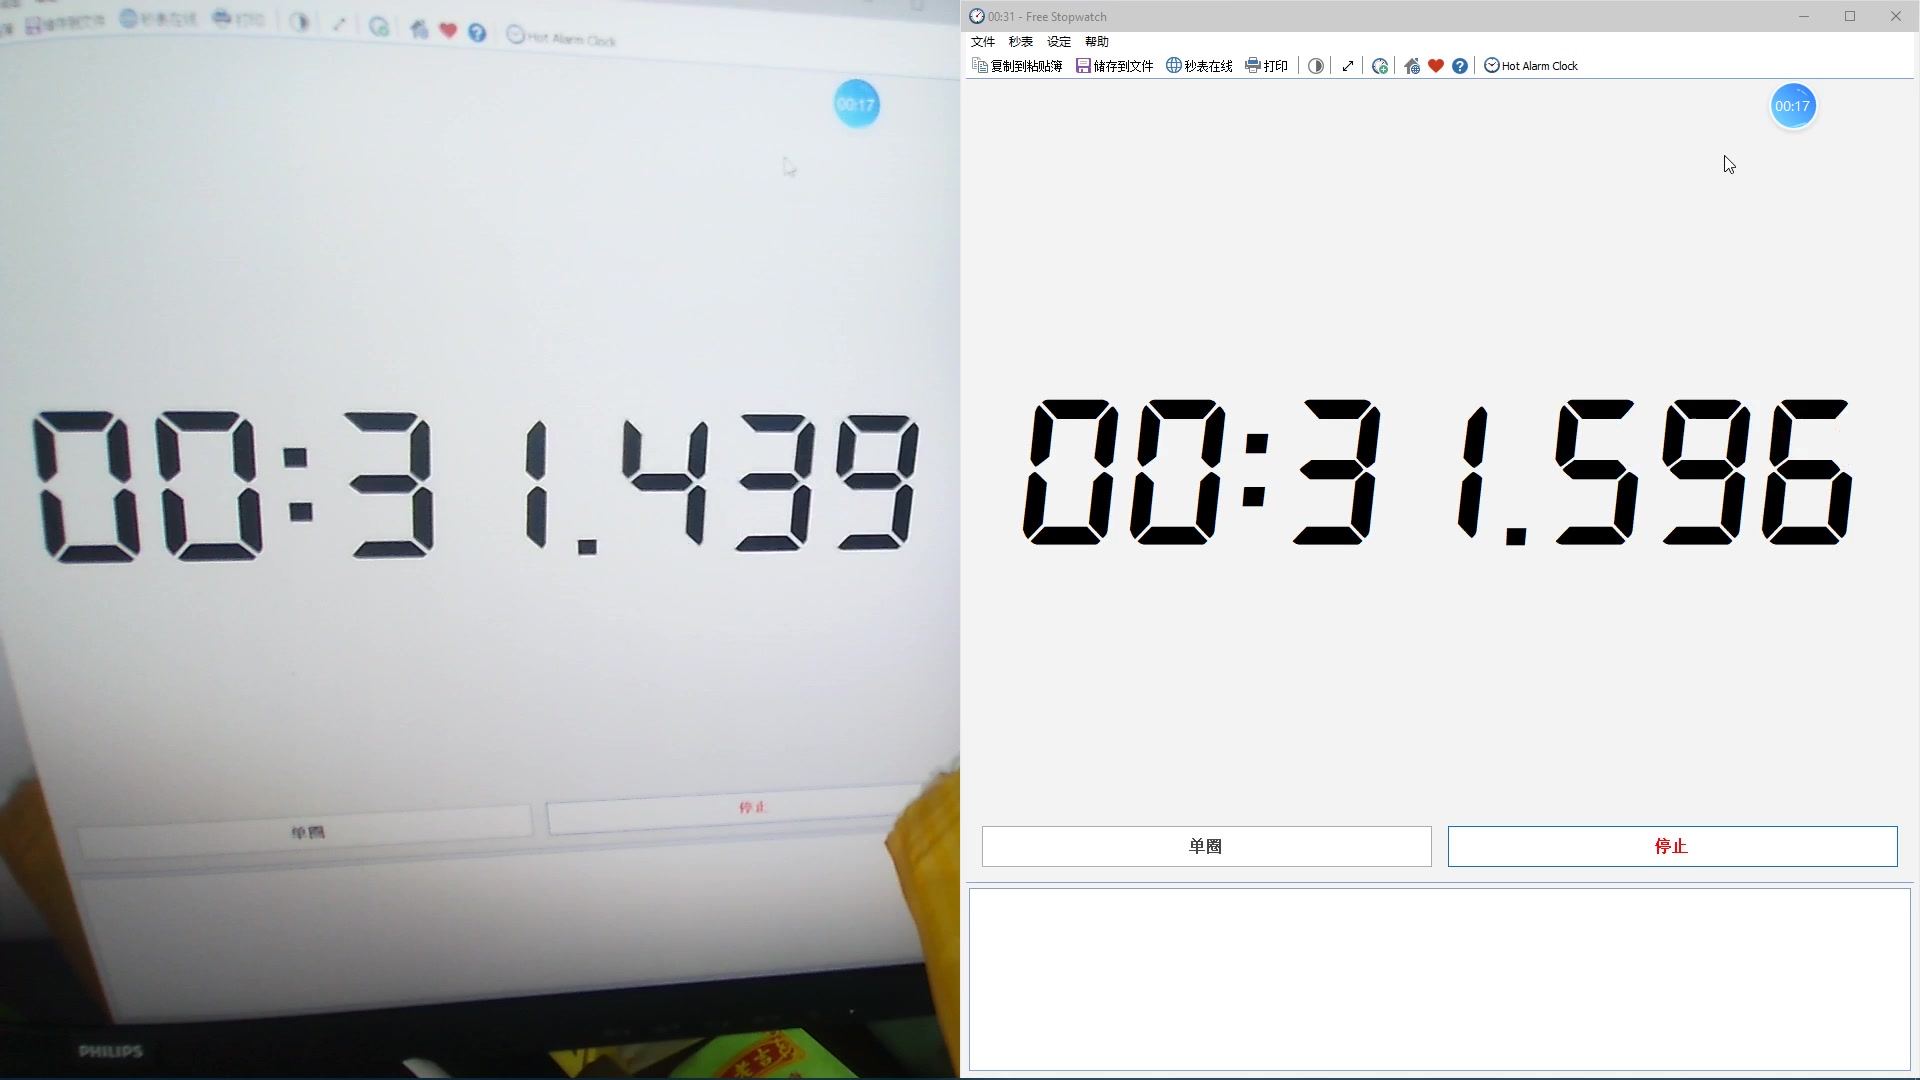 储存到文件 秒表在线 打印 Hot Alarm Clock
00:17
00:31.439
单圈 停止
PHILIPS
老吉
00:31 - Free Stopwatch
文件 秒表 设定 帮助
复制到粘贴簿 储存到文件 秒表在线 打印 Hot Alarm Clock
00:17
00:31.596
单圈 停止